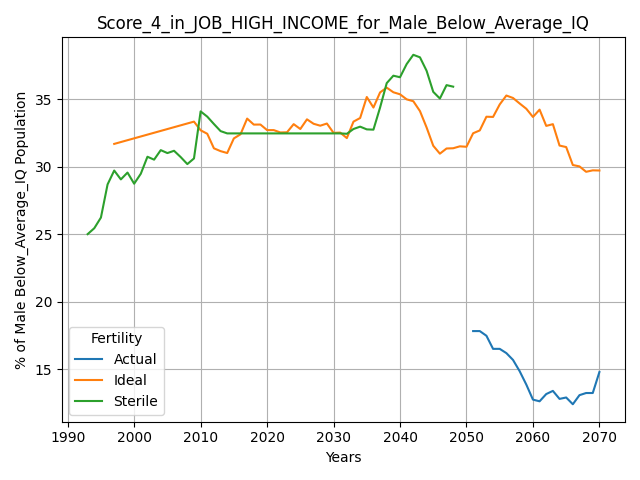 Score_4_in_JOB_HIGH_INCOME_for_Male_Below_Average_IQ
% of Male Below_Average_IQ Population
35
30
25
20
15
Fertility
Actual
Ideal
Sterile
1990 2000 2010 2020 2030 2040 2050 2060 2070
Years